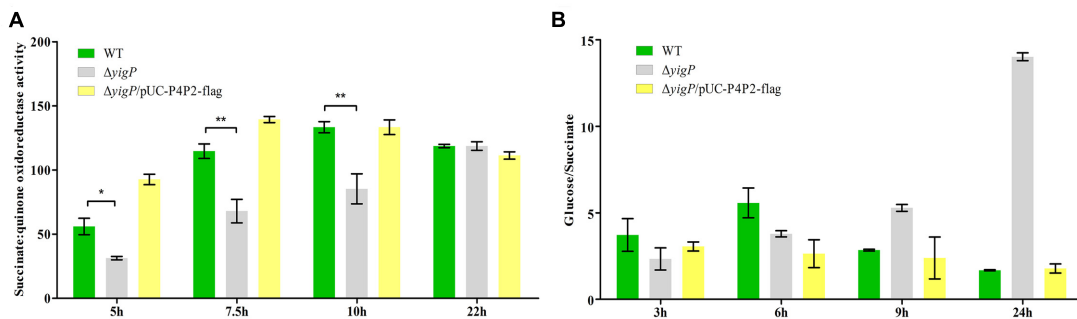 A
Succinate:quinone oxidoreductase activity
200
150
100
50
0
WT
ΔyigP
ΔyigP/pUC-P4P2-flag
*
**
**
5h
7.5h
10h
22h
B
Glucose/Succinate
15
10
5
0
WT
ΔyigP
ΔyigP/pUC-P4P2-flag
3h
6h
9h
24h